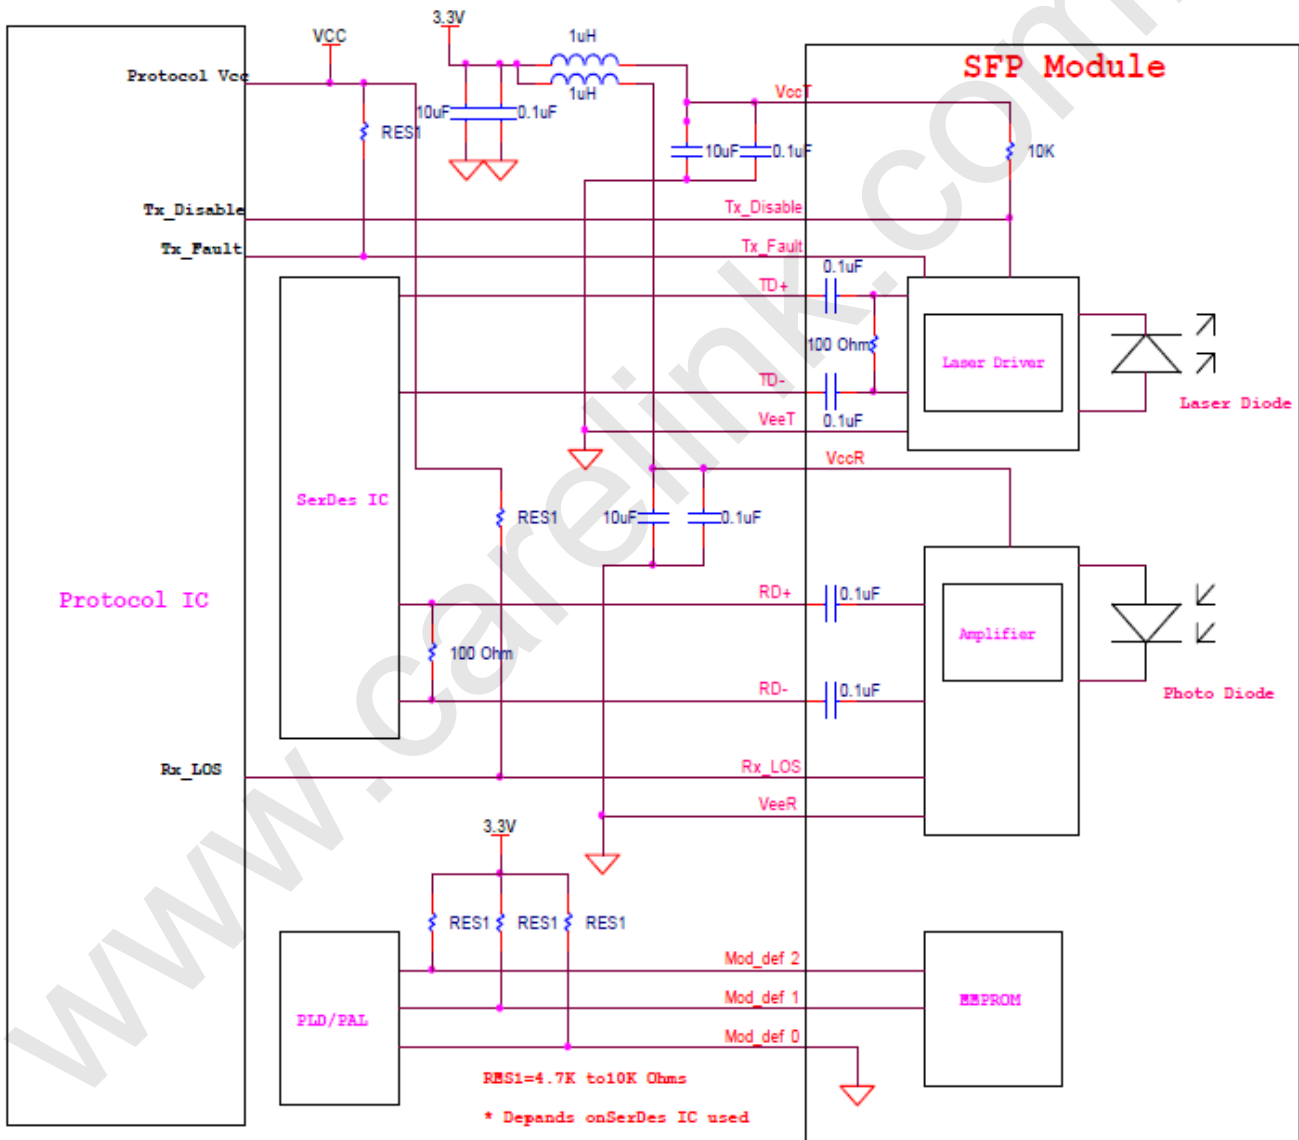 3.3V
VCC
1uH
SFP Module
Protocol Vcc
1uH
VccT
10uF
0.1uF
RES1
10uF
0.1uF
10K
Tx_Disable
Tx_Disable
Tx_Fault
Tx_Fault
0.1uF
TD+
100 Ohm
Laser Driver
TD-
Laser Diode
VeeT
0.1uF
VccR
SerDes IC
RES1
10uF
0.1uF
Protocol IC
RD+
0.1uF
Amplifier
100 Ohm
RD-
0.1uF
Photo Diode
Rx_LOS
Rx_LOS
VeeR
3.3V
RES1
RES1
RES1
Mod_def 2
Mod_def 1
EEPROM
PLD/PAL
Mod_def 0
RES1=4.7K to10K Ohms
* Depands onSerDes IC used
www.carelink.com